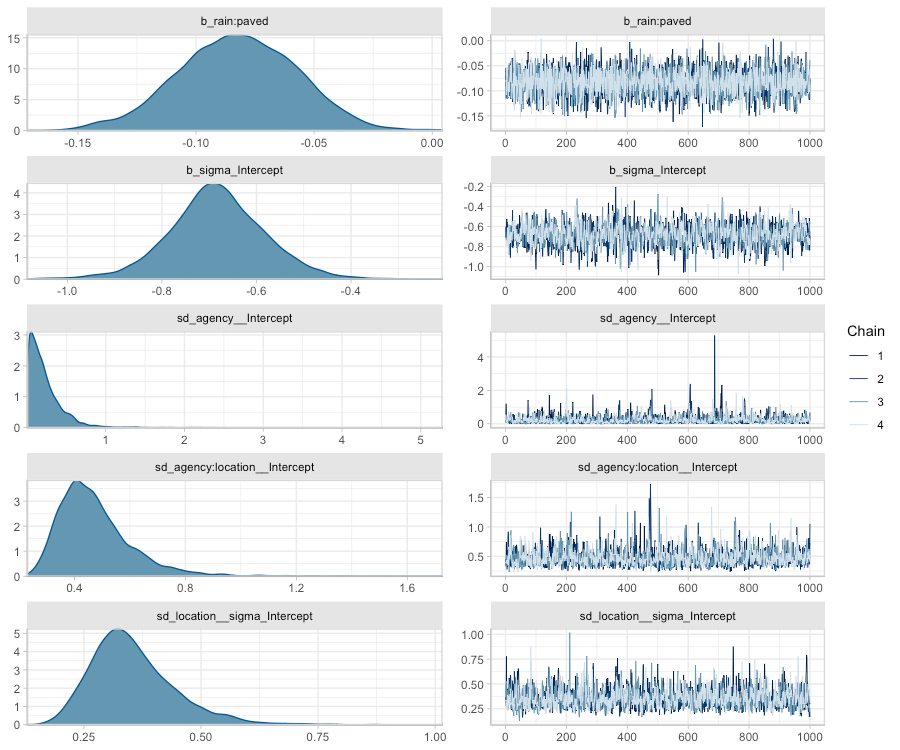 b_rain:paved
15
10
5
0
-0.15 -0.10 -0.05 0.00
b_rain:paved
0.00
-0.05
-0.10
-0.15
0 200 400 600 800 1000
b_sigma_Intercept
4
3
2
1
0
-1.0 -0.8 -0.6 -0.4
b_sigma_Intercept
-0.2
-0.4
-0.6
-0.8
-1.0
0 200 400 600 800 1000
sd_agency__Intercept
3
2
1
0
1 2 3 4 5
sd_agency__Intercept
4
2
0
0 200 400 600 800 1000
sd_agency:location__Intercept
3
2
1
0
0.4 0.8 1.2 1.6
sd_agency:location__Intercept
1.5
1.0
0.5
0 200 400 600 800 1000
sd_location__sigma_Intercept
5
4
3
2
1
0
0.25 0.50 0.75 1.00
sd_location__sigma_Intercept
1.00
0.75
0.50
0.25
0 200 400 600 800 1000
Chain
1
2
3
4